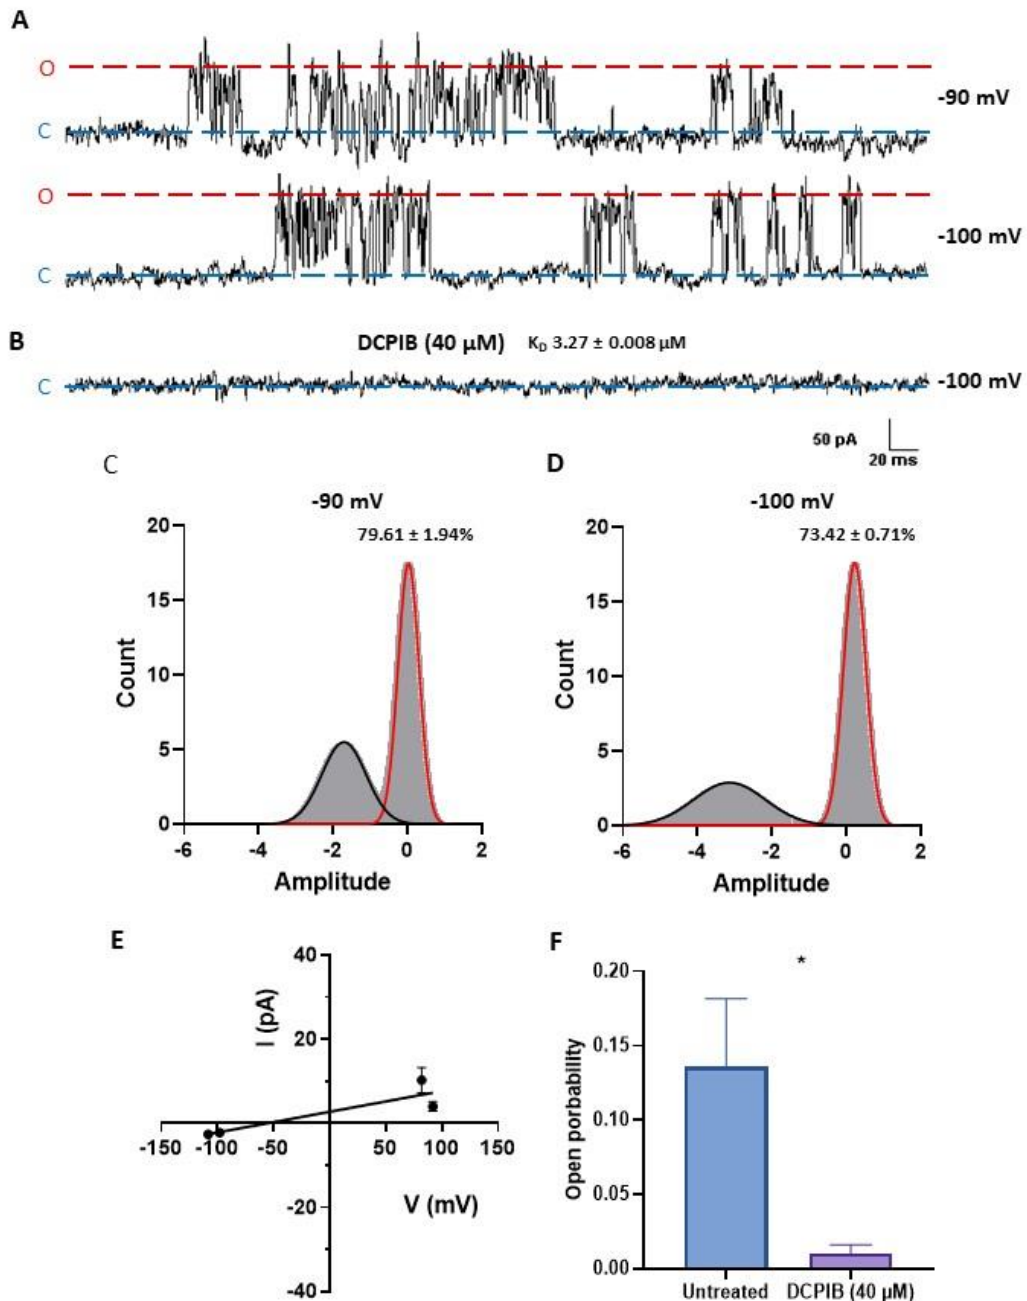 A
O
-90 mV
C
O
-100 mV
C
B
DCPIB (40 µM) K_D 3.27 ± 0.008 µM
C
-100 mV
50 pA
20 ms
C
-90 mV
79.61 ± 1.94%
20
15
10
5
0
Count
-6 -4 -2 0 2
Amplitude
D
-100 mV
73.42 ± 0.71%
20
15
10
5
0
Count
-6 -4 -2 0 2
Amplitude
E
40
20
-20
-40
I (pA)
-150 -100 -50 50 100 150
V (mV)
F
*
0.20
0.15
0.10
0.05
0.00
Open porbability
Untreated DCPIB (40 µM)